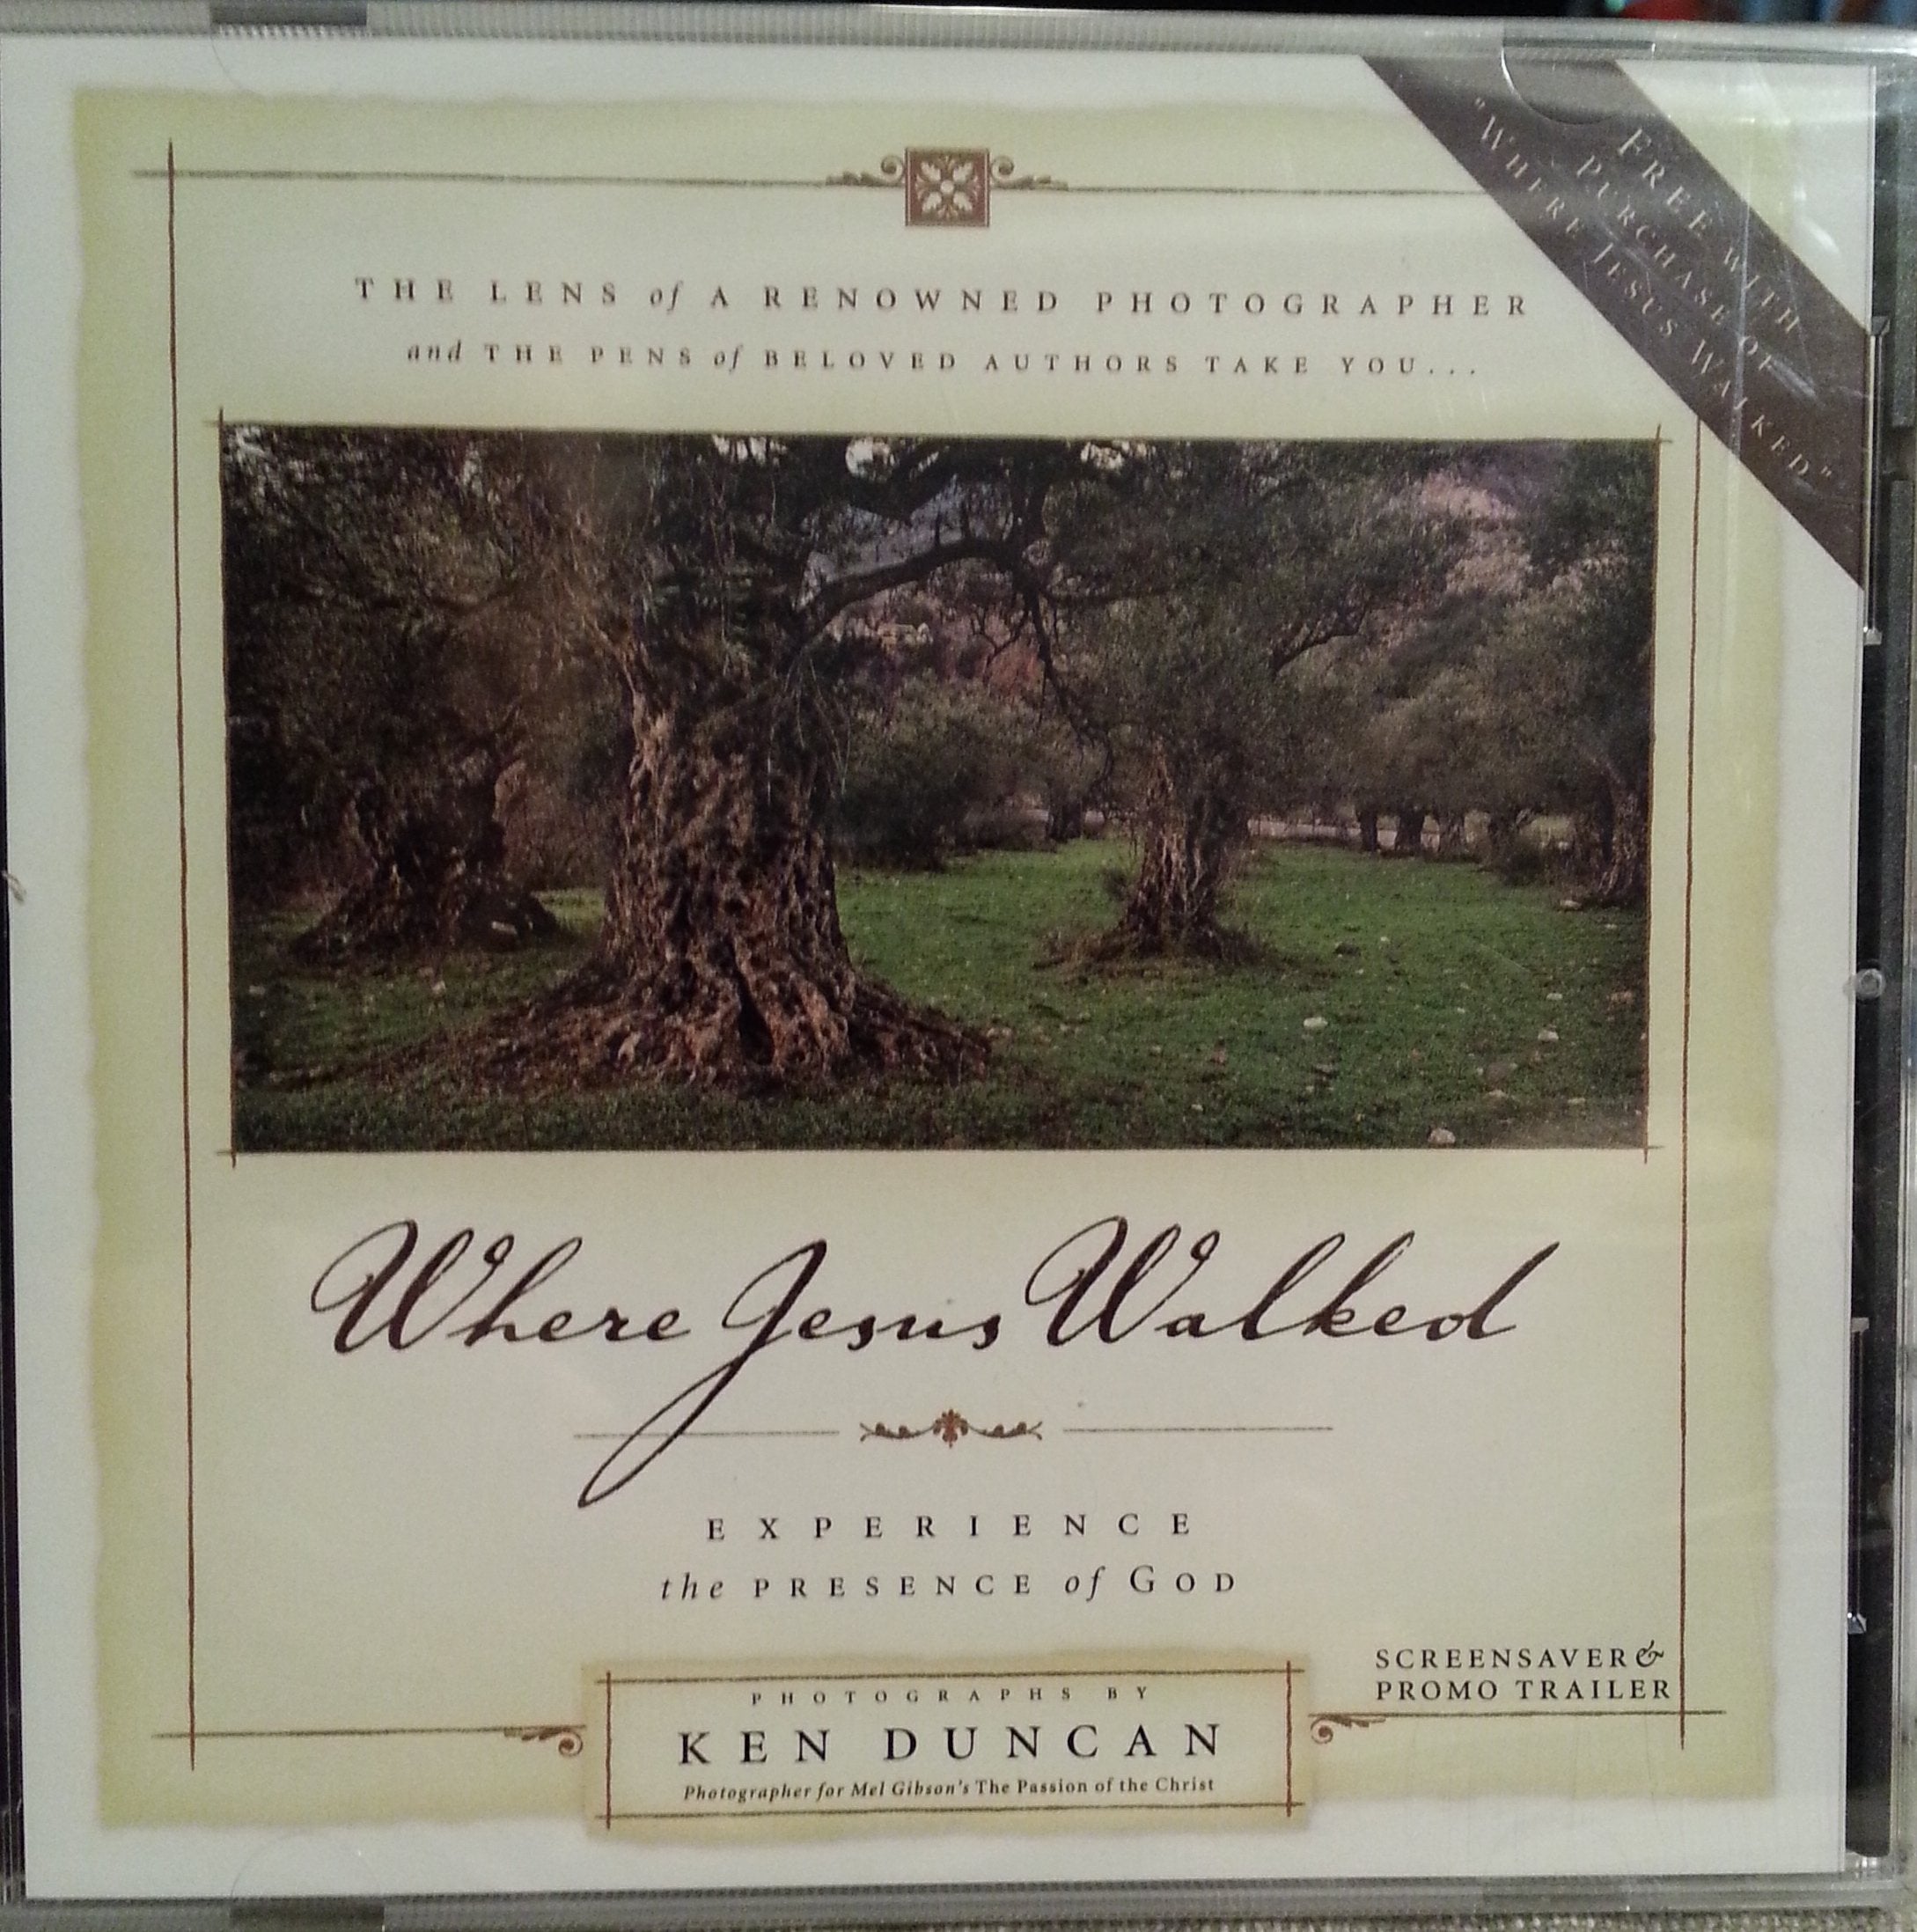 FREE WITH
PURCHASE OF
"WHERE JESUS WALKED"
THE LENS of A RENOWNED PHOTOGRAPHER
and THE PENS of BELOVED AUTHORS TAKE YOU...
Where Jesus Walked
EXPERIENCE
the PRESENCE of GOD
SCREENSAVER &
PROMO TRAILER
PHOTOGRAPHS BY
KEN DUNCAN
Photographer for Mel Gibson's The Passion of the Christ